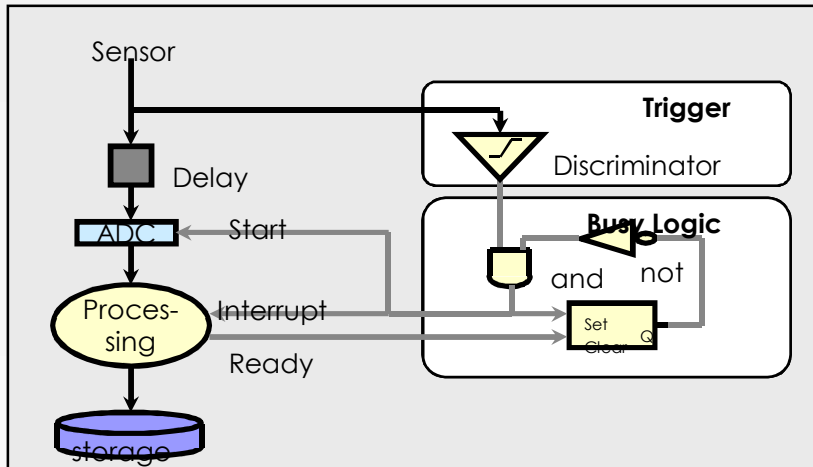 Sensor
Trigger
Discriminator
Delay
ADC
Start
Busy Logic
and
not
Interrupt
Proces-
sing
Set
Q
Clear
Ready
storage